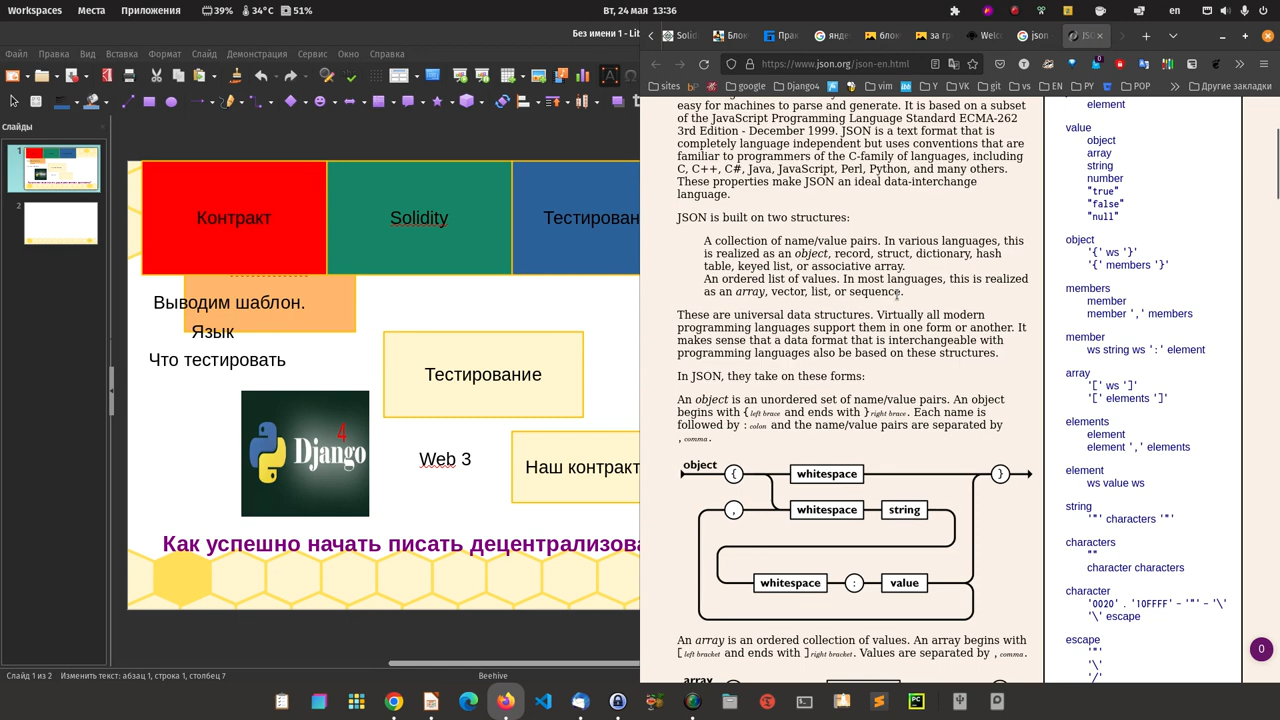 Workspaces
Места
Приложения
39%
34°C
51%
ВТ, 24 мая 13:36
en
Без имени 1 - Lib
Файл
Правка
Вид
Вставка
Формат
Слайд
Демонстрация
Сервис
Окно
Справка
Слайды
1
2
Контракт
Solidity
Тестирован
Выводим шаблон.
Язык
Что тестировать
Тестирование
4
Django
Web 3
Наш контракт
Как успешно начать писать децентрализова
Слайд 1 из 2
Изменить текст: абзац 1, строка 1, столбец 7
Beehive
Solid
Блок
Прак
янде
блок
за гр
Welc
json
JSO
https://www.json.org/json-en.html
0
sites
google
Django4
vim
Y
VK
git
vs
EN
PY
POP
Другие закладки
easy for machines to parse and generate. It is based on a subset
of the JavaScript Programming Language Standard ECMA-262
3rd Edition - December 1999. JSON is a text format that is
completely language independent but uses conventions that are
familiar to programmers of the C-family of languages, including
C, C++, C#, Java, JavaScript, Perl, Python, and many others.
These properties make JSON an ideal data-interchange
language.
JSON is built on two structures:
A collection of name/value pairs. In various languages, this
is realized as an object, record, struct, dictionary, hash
table, keyed list, or associative array.
An ordered list of values. In most languages, this is realized
as an array, vector, list, or sequence.
These are universal data structures. Virtually all modern
programming languages support them in one form or another. It
makes sense that a data format that is interchangeable with
programming languages also be based on these structures.
In JSON, they take on these forms:
An object is an unordered set of name/value pairs. An object
begins with { left brace and ends with } right brace. Each name is
followed by : colon and the name/value pairs are separated by
, comma.
object
{
whitespace
}
,
whitespace
string
whitespace
:
value
An array is an ordered collection of values. An array begins with
[ left bracket and ends with ] right bracket. Values are separated by , comma.
array
element
value
object
array
string
number
"true"
"false"
"null"
object
'{' ws '}'
'{' members '}'
members
member
member ',' members
member
ws string ws ':' element
array
'[' ws ']'
'[' elements ']'
elements
element
element ',' elements
element
ws value ws
string
'"' characters '"'
characters
""
character characters
character
'0020' . '10FFFF' - '"' - '\'
'\' escape
escape
'"'
'\'
'/'
0